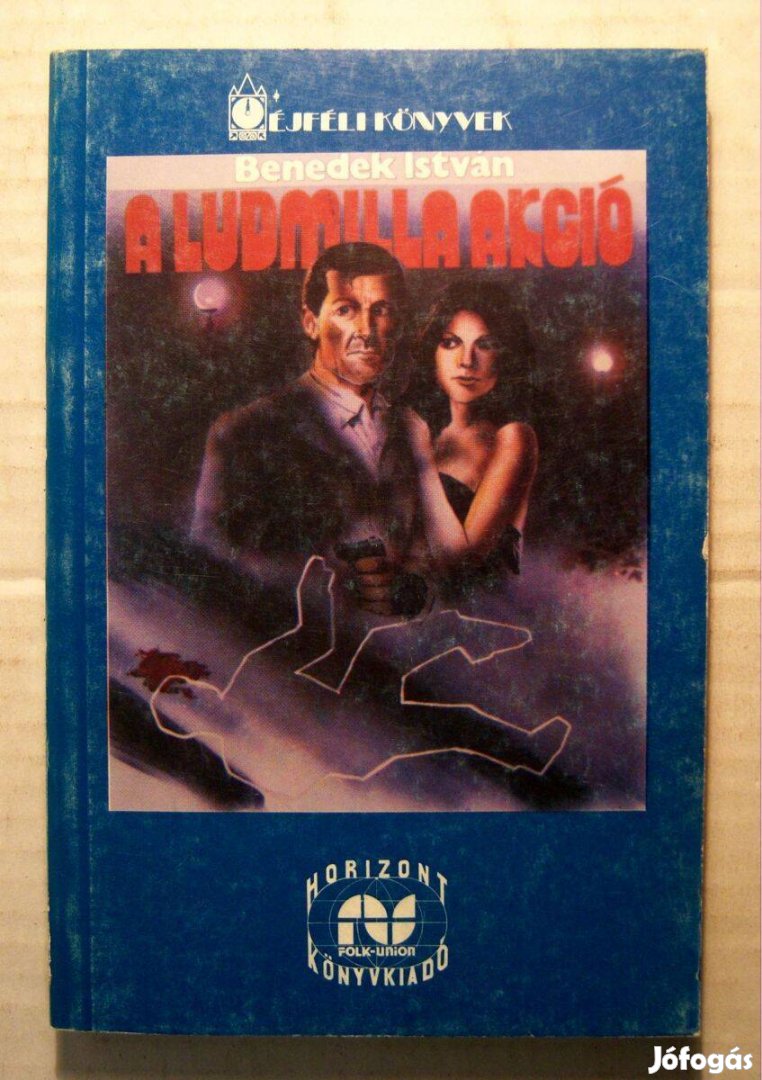 ÉJFÉLI KÖNYVEK
Benedek István
A LUDMILLA AKCIÓ
HORIZONT
FOLK-UNION
KÖNYVKIADÓ
Jófogás